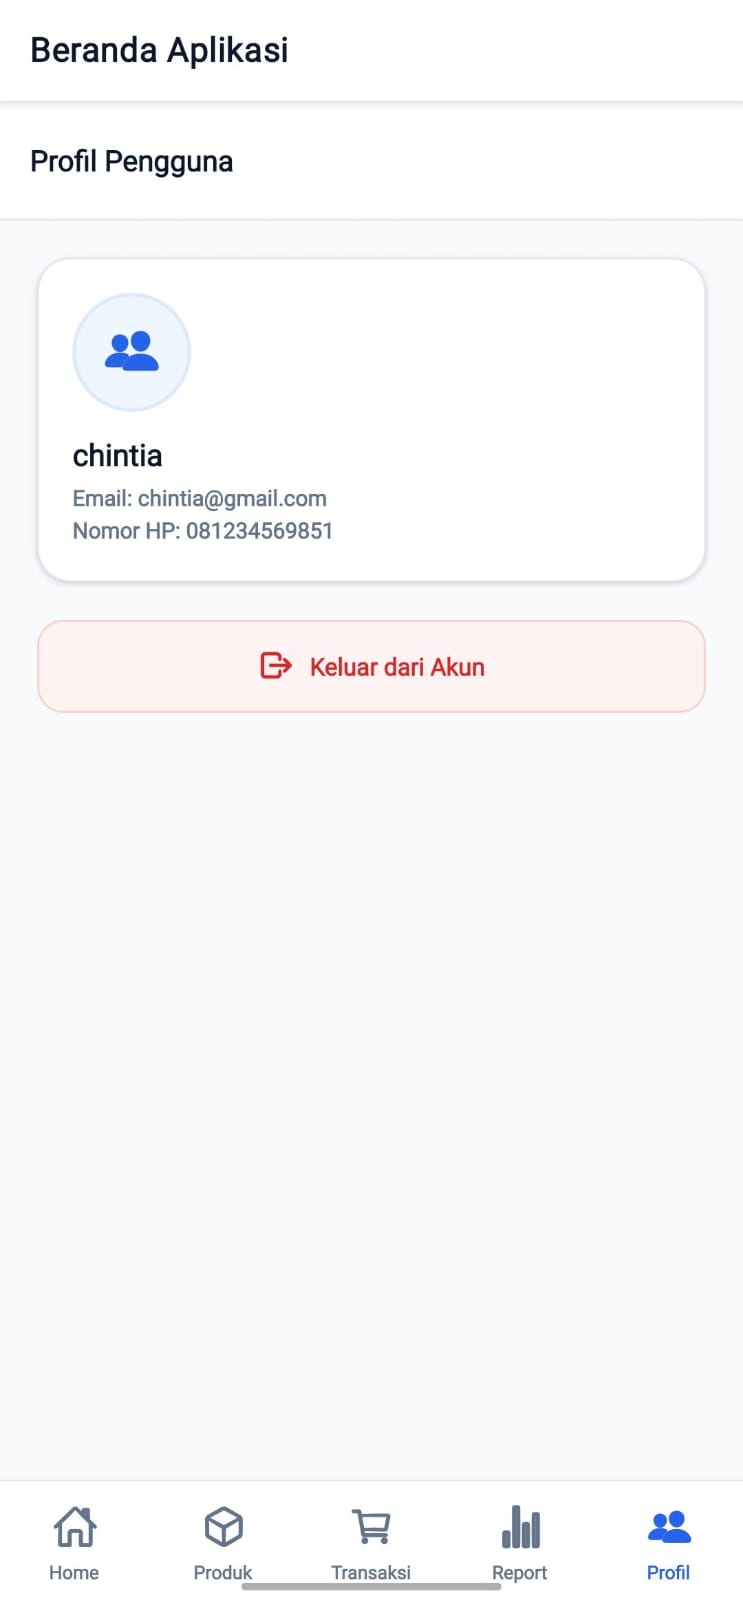 Beranda Aplikasi
Profil Pengguna
chintia
Email: chintia@gmail.com
Nomor HP: 081234569851
Keluar dari Akun
Home
Produk
Transaksi
Report
Profil